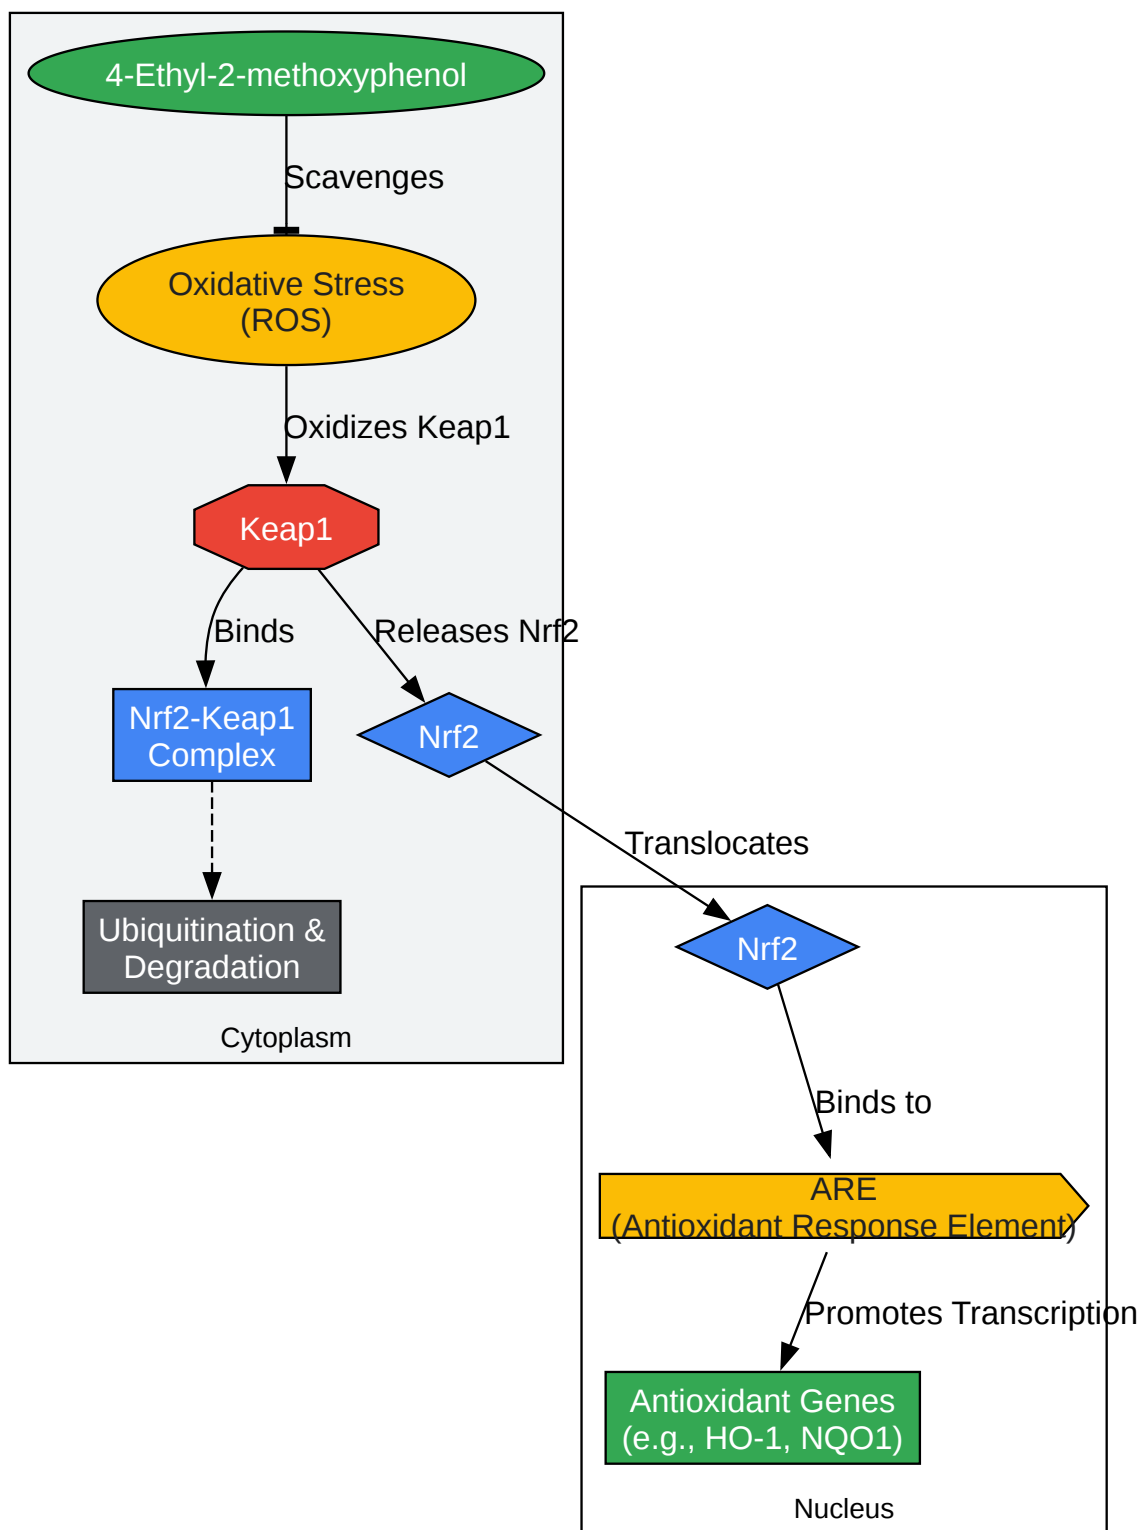 4-Ethyl-2-methoxyphenol
Scavenges
Oxidative Stress
(ROS)
Oxidizes Keap1
Keap1
Binds
Releases Nrf2
Nrf2-Keap1
Complex
Nrf2
Translocates
Ubiquitination &
Degradation
Cytoplasm
Nrf2
Binds to
ARE
(Antioxidant Response Element)
Promotes Transcription
Antioxidant Genes
(e.g., HO-1, NQO1)
Nucleus